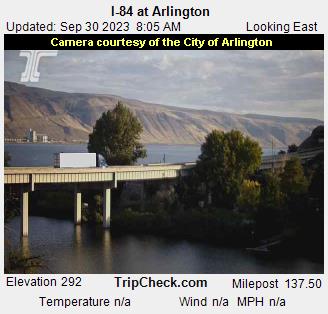 I-84 at Arlington
Updated: Sep 30 2023 8:05 AM Looking East
Camera courtesy of the City of Arlington
Elevation 292 TripCheck.com Milepost 137.50
Temperature n/a Wind n/a MPH n/a